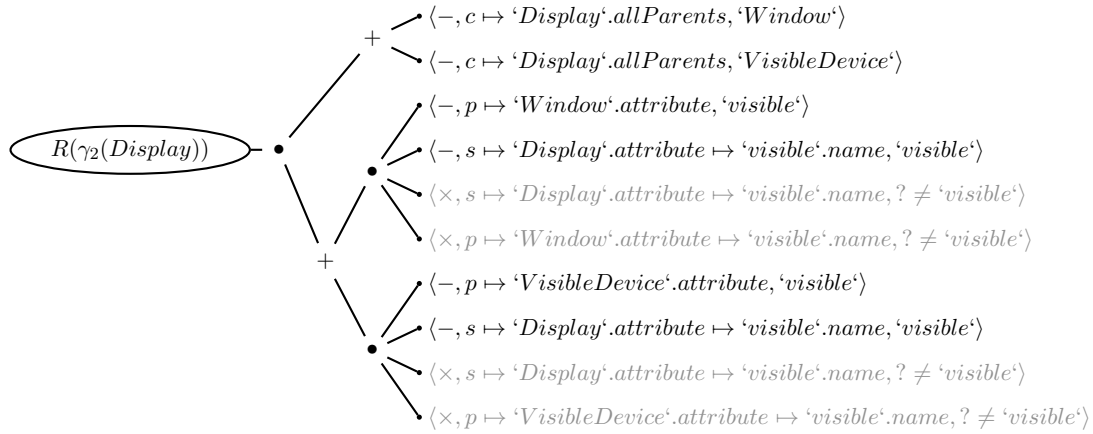 ⟨−, c ↦ ‘Display‘.allParents, ‘Window‘⟩
+
⟨−, c ↦ ‘Display‘.allParents, ‘VisibleDevice‘⟩
⟨−, p ↦ ‘Window‘.attribute, ‘visible‘⟩
R(γ₂(Display))
⟨−, s ↦ ‘Display‘.attribute ↦ ‘visible‘.name, ‘visible‘⟩
⟨×, s ↦ ‘Display‘.attribute ↦ ‘visible‘.name, ? ≠ ‘visible‘⟩
⟨×, p ↦ ‘Window‘.attribute ↦ ‘visible‘.name, ? ≠ ‘visible‘⟩
+
⟨−, p ↦ ‘VisibleDevice‘.attribute, ‘visible‘⟩
⟨−, s ↦ ‘Display‘.attribute ↦ ‘visible‘.name, ‘visible‘⟩
⟨×, s ↦ ‘Display‘.attribute ↦ ‘visible‘.name, ? ≠ ‘visible‘⟩
⟨×, p ↦ ‘VisibleDevice‘.attribute ↦ ‘visible‘.name, ? ≠ ‘visible‘⟩